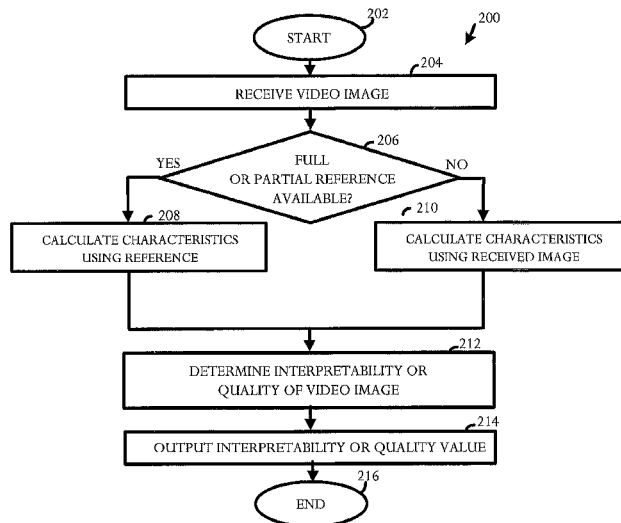 202
START
200
204
RECEIVE VIDEO IMAGE
206
YES
FULL
OR PARTIAL REFERENCE
AVAILABLE?
NO
208
CALCULATE CHARACTERISTICS
USING REFERENCE
210
CALCULATE CHARACTERISTICS
USING RECEIVED IMAGE
212
DETERMINE INTERPRETABILITY OR
QUALITY OF VIDEO IMAGE
214
OUTPUT INTERPRETABILITY OR QUALITY VALUE
216
END